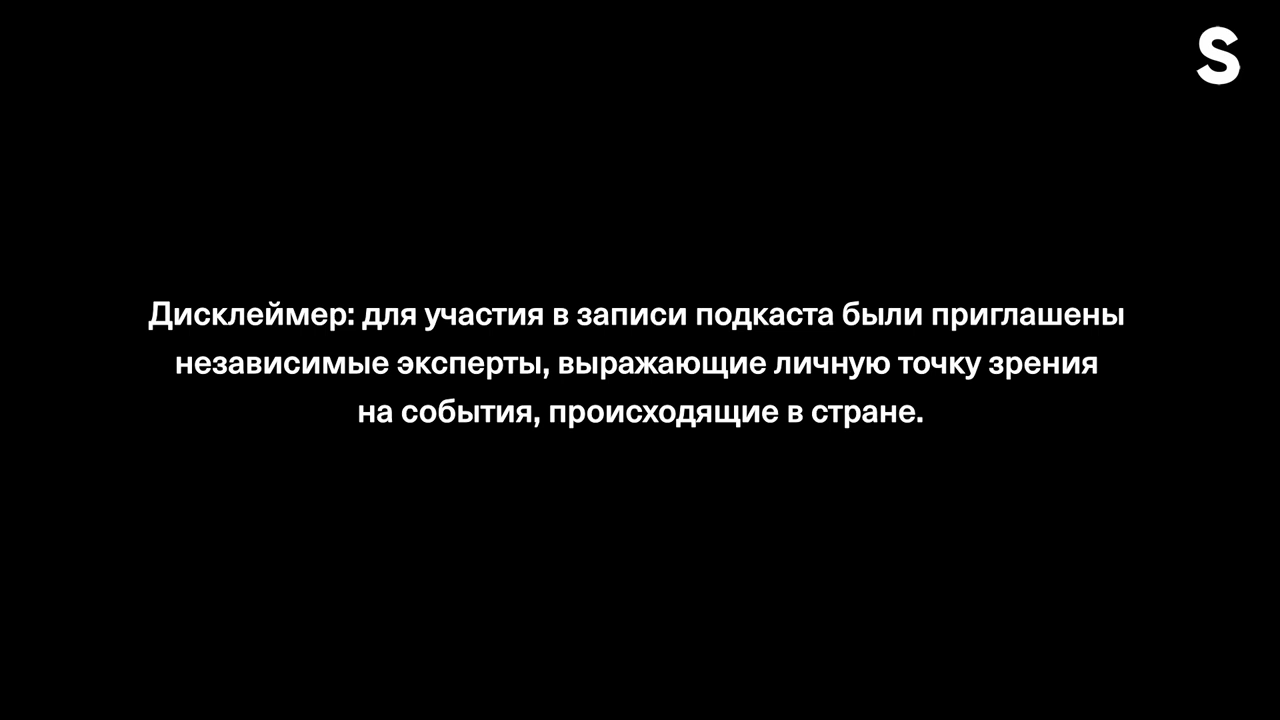 S
Дисклеймер: для участия в записи подкаста были приглашены
независимые эксперты, выражающие личную точку зрения
на события, происходящие в стране.